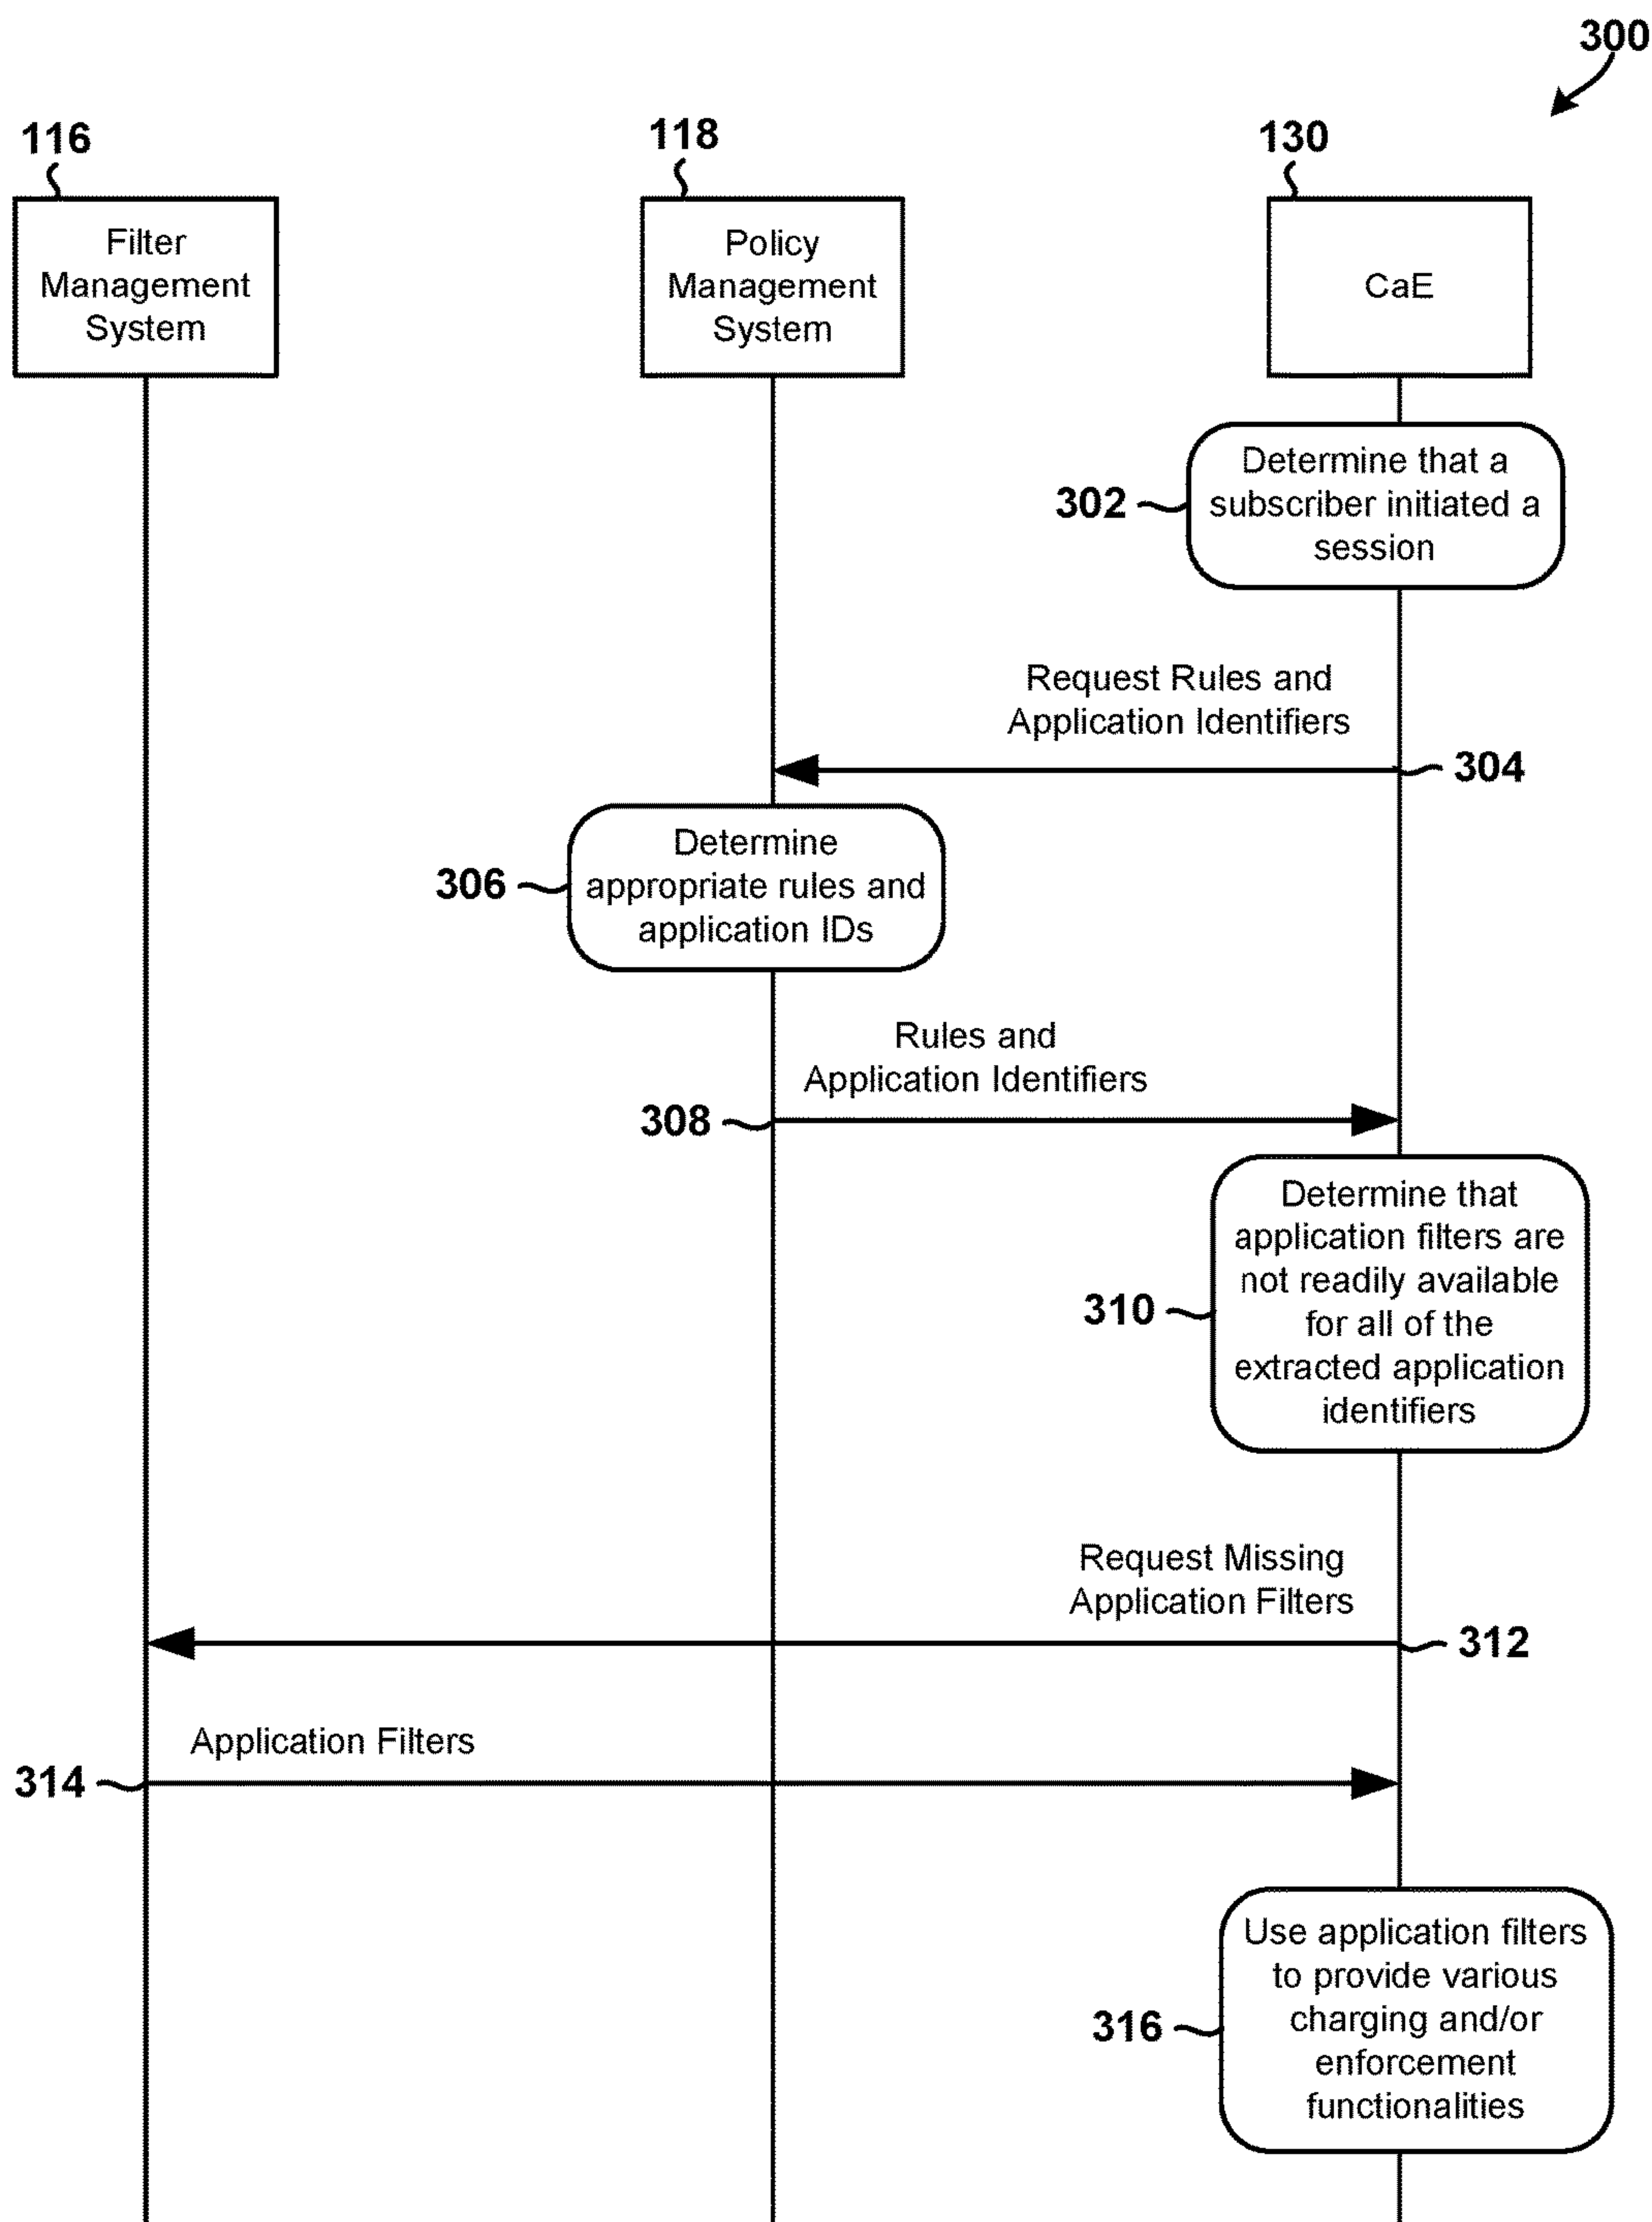 300
116
118
130
Filter
Management
System
Policy
Management
System
CaE
Determine that a
subscriber initiated a
session
302
Request Rules and
Application Identifiers
304
Determine
appropriate rules and
application IDs
306
Rules and
Application Identifiers
308
Determine that
application filters are
not readily available
for all of the
extracted application
identifiers
310
Request Missing
Application Filters
312
Application Filters
314
Use application filters
to provide various
charging and/or
enforcement
functionalities
316